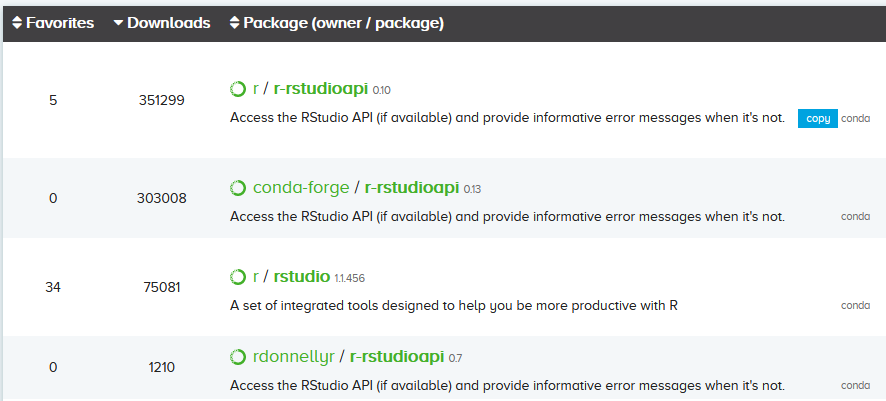 Favorites Downloads Package (owner / package)
5 351299 r / r-rstudioapi 0.10
Access the RStudio API (if available) and provide informative error messages when it's not. copy conda
0 303008 conda-forge / r-rstudioapi 0.13
Access the RStudio API (if available) and provide informative error messages when it's not. conda
34 75081 r / rstudio 1.1.456
A set of integrated tools designed to help you be more productive with R conda
0 1210 rdonnellyr / r-rstudioapi 0.7
Access the RStudio API (if available) and provide informative error messages when it's not. conda